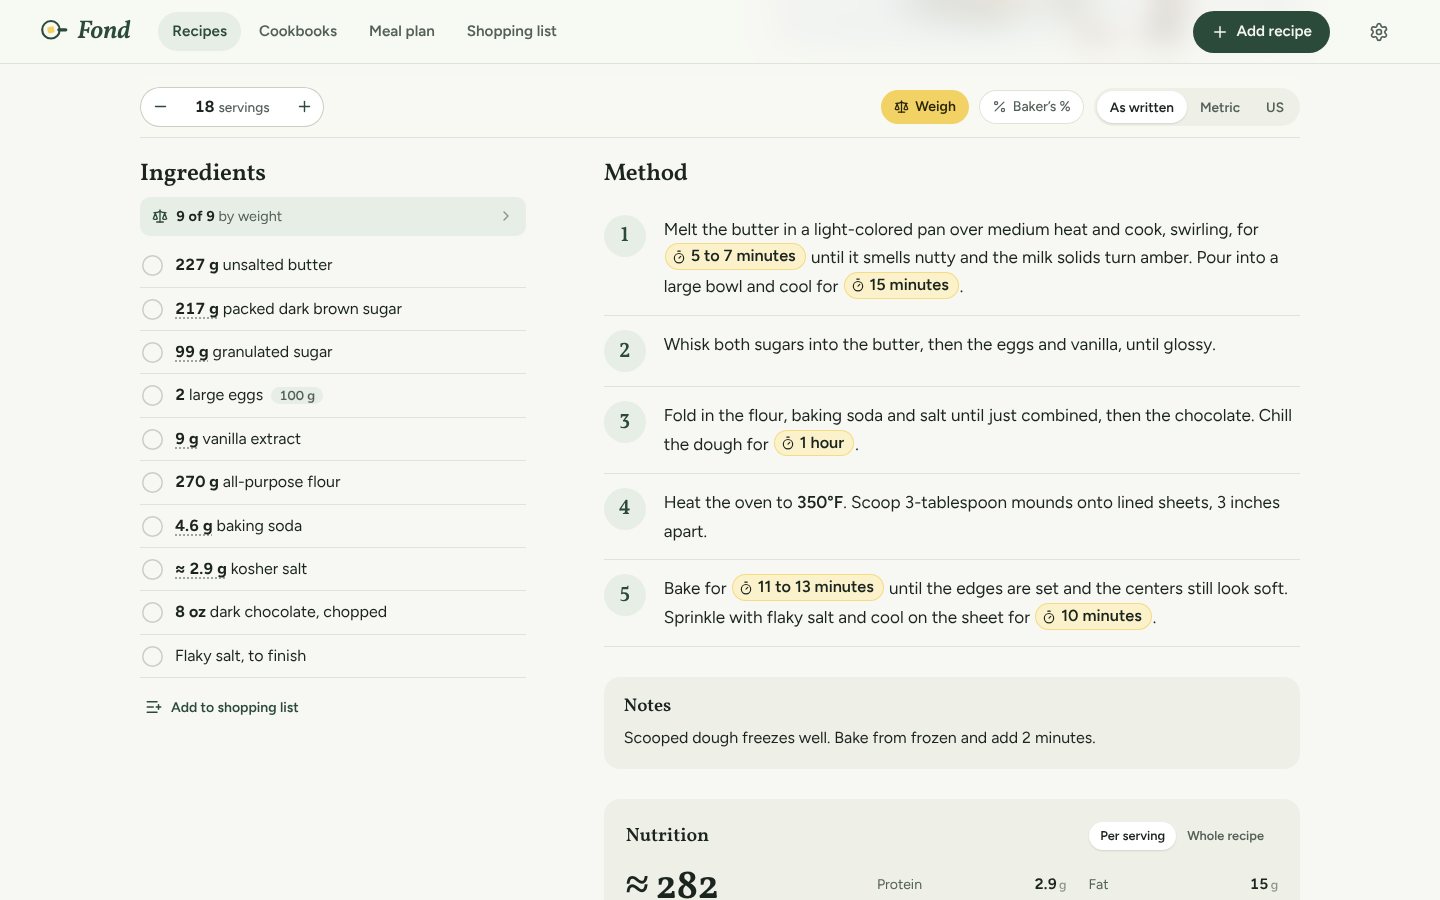 Fond
Recipes
Cookbooks
Meal plan
Shopping list
+ Add recipe
− 18 servings +
Weigh
% Baker's %
As written
Metric
US
Ingredients
9 of 9 by weight
227 g unsalted butter
217 g packed dark brown sugar
99 g granulated sugar
2 large eggs 100 g
9 g vanilla extract
270 g all-purpose flour
4.6 g baking soda
≈ 2.9 g kosher salt
8 oz dark chocolate, chopped
Flaky salt, to finish
Add to shopping list
Method
1
Melt the butter in a light-colored pan over medium heat and cook, swirling, for
5 to 7 minutes until it smells nutty and the milk solids turn amber. Pour into a
large bowl and cool for 15 minutes.
2
Whisk both sugars into the butter, then the eggs and vanilla, until glossy.
3
Fold in the flour, baking soda and salt until just combined, then the chocolate. Chill
the dough for 1 hour.
4
Heat the oven to 350°F. Scoop 3-tablespoon mounds onto lined sheets, 3 inches
apart.
5
Bake for 11 to 13 minutes until the edges are set and the centers still look soft.
Sprinkle with flaky salt and cool on the sheet for 10 minutes.
Notes
Scooped dough freezes well. Bake from frozen and add 2 minutes.
Nutrition
Per serving
Whole recipe
≈ 282
Protein 2.9 g
Fat 15 g